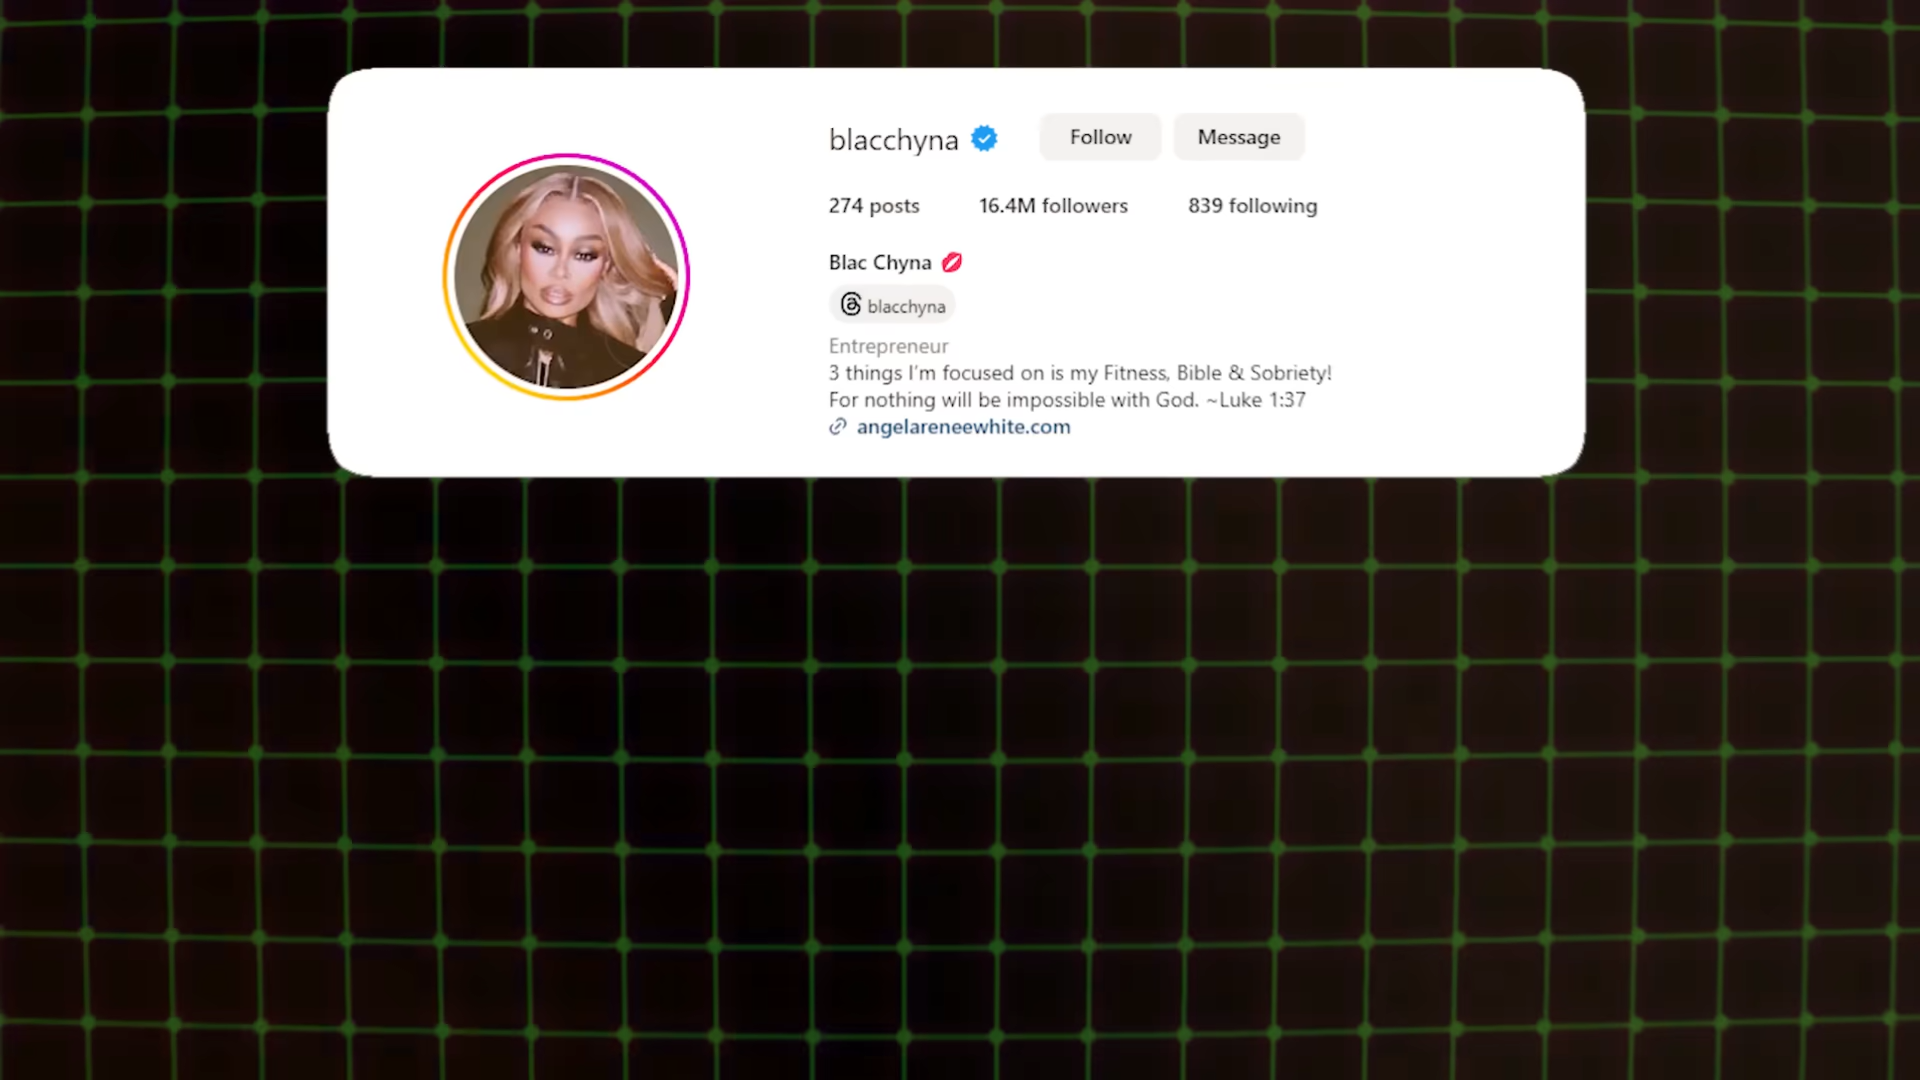 blacchyna
Follow
Message
274 posts
16.4M followers
839 following
Blac Chyna 💋
blacchyna
Entrepreneur
3 things I'm focused on is my Fitness, Bible & Sobriety!
For nothing will be impossible with God. ~Luke 1:37
angelareneewhite.com